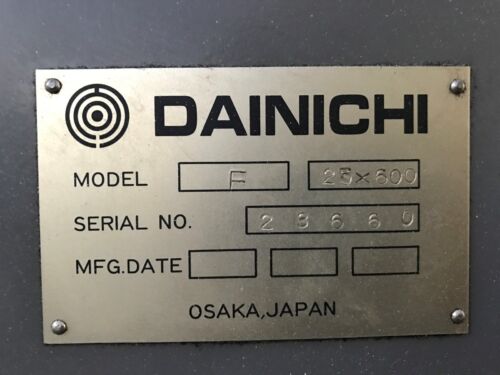 DAINICHI
MODEL F 25×600
SERIAL NO. 23660
MFG.DATE
OSAKA,JAPAN